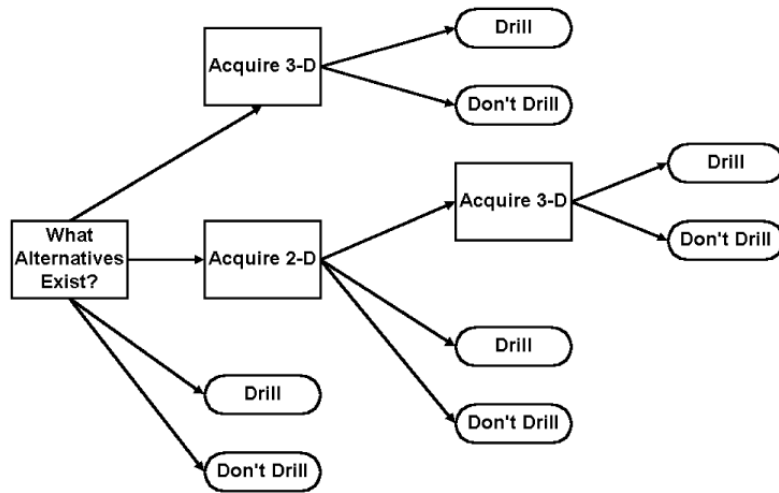 Drill
Acquire 3-D
Don't Drill
Drill
Acquire 3-D
Don't Drill
What
Alternatives
Exist?
Acquire 2-D
Drill
Don't Drill
Drill
Don't Drill